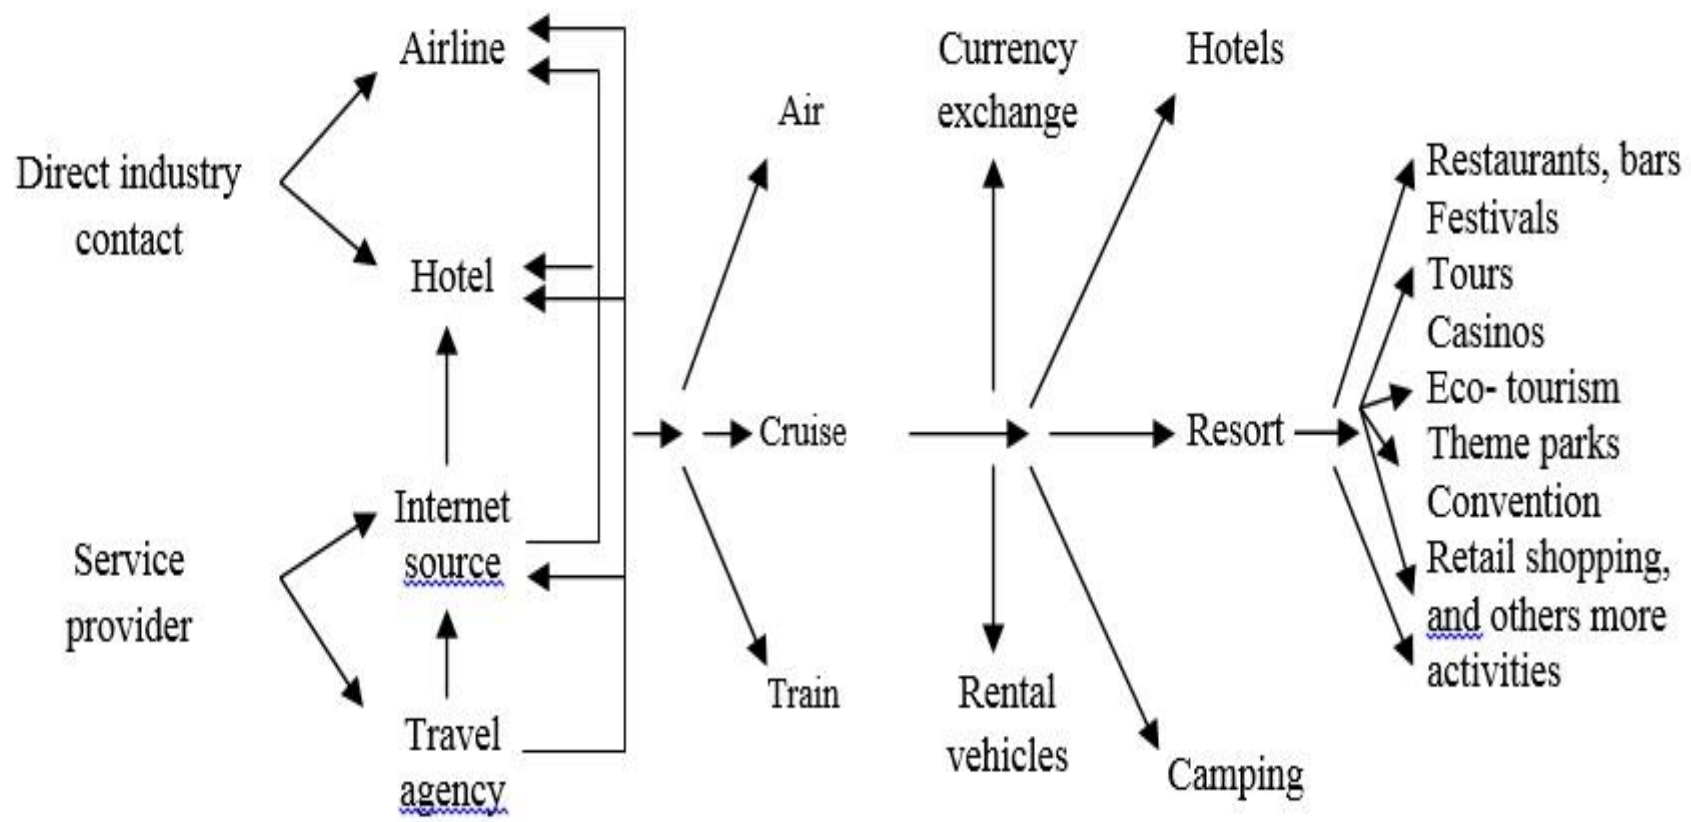 Airline
Direct industry
contact
Hotel
Internet
source
Service
provider
Travel
agency
Air
Cruise
Train
Currency
exchange
Rental
vehicles
Hotels
Resort
Camping
Restaurants, bars
Festivals
Tours
Casinos
Eco- tourism
Theme parks
Convention
Retail shopping,
and others more
activities